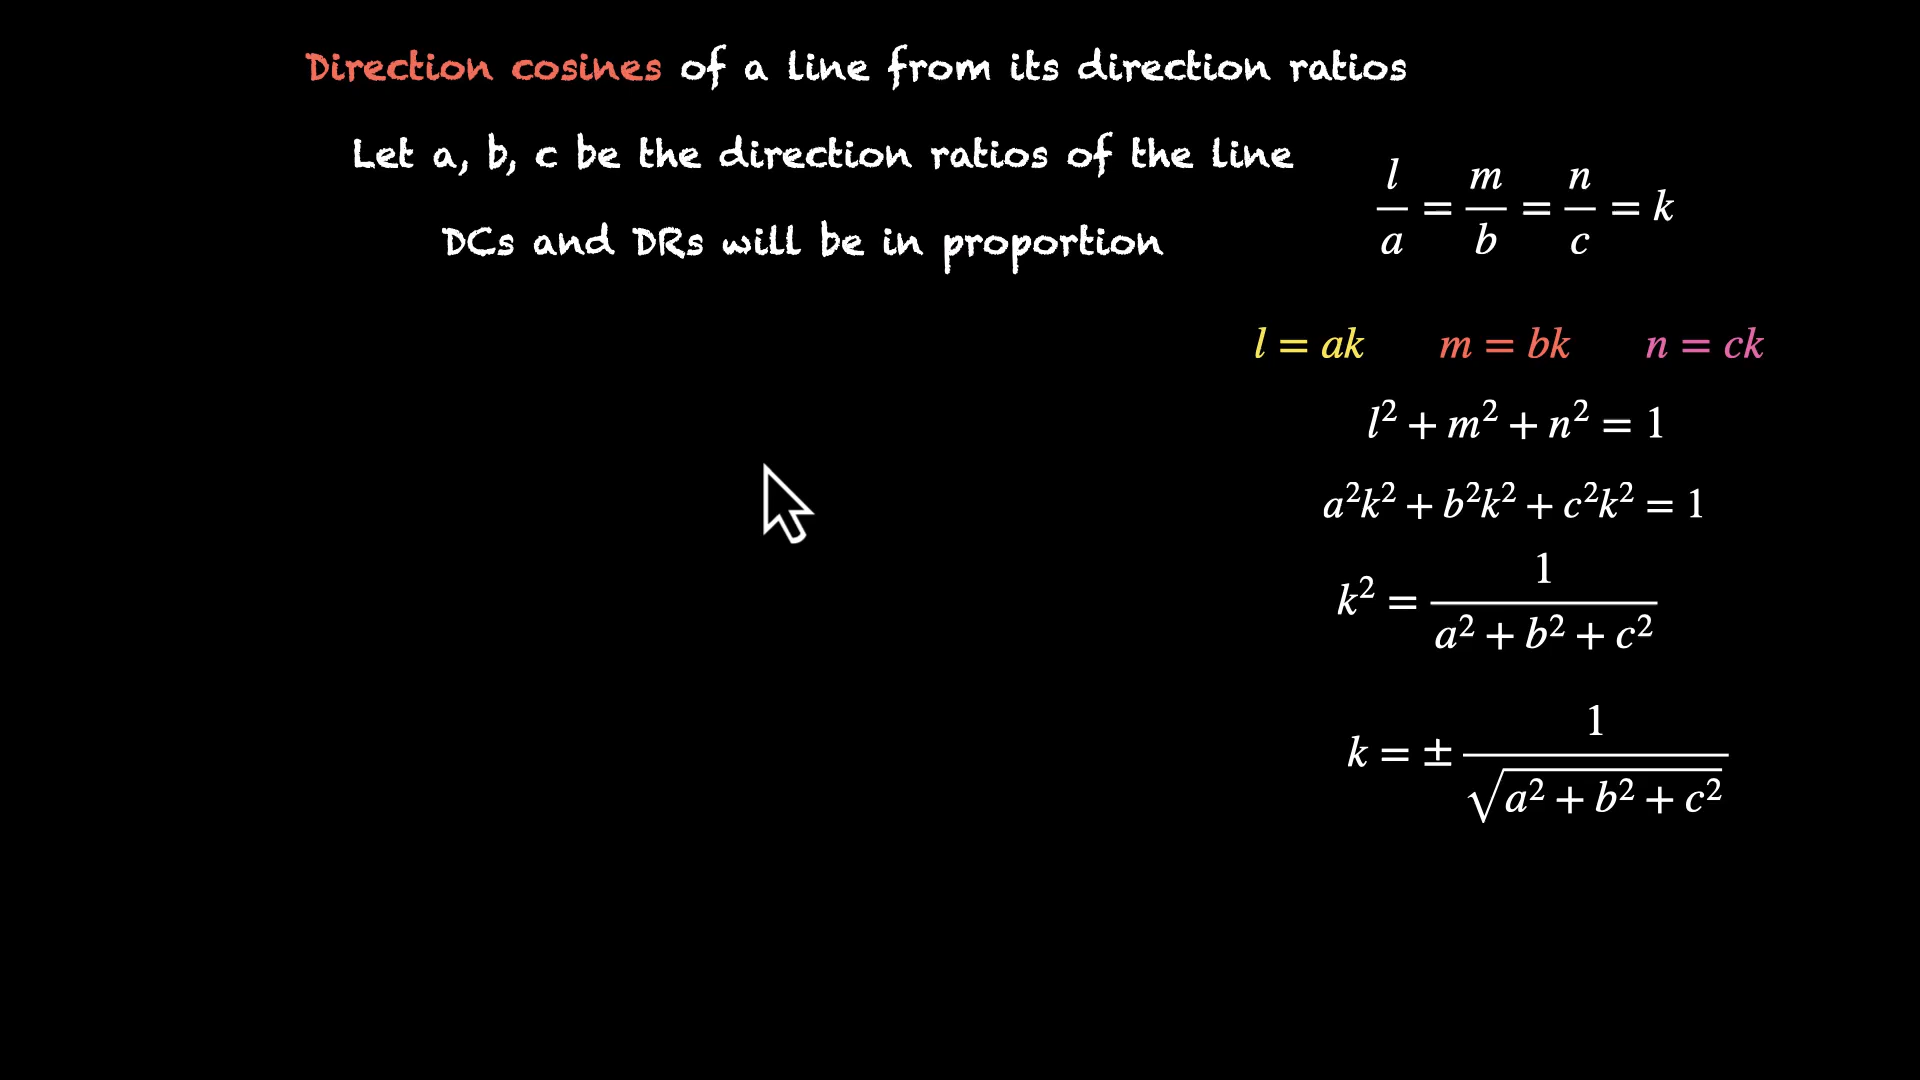 Direction cosines of a line from its direction ratios
Let a, b, c be the direction ratios of the line
DCs and DRs will be in proportion
l/a = m/b = n/c = k
l = ak m = bk n = ck
l² + m² + n² = 1
a²k² + b²k² + c²k² = 1
k² = 1/(a² + b² + c²)
k = ± 1/√(a² + b² + c²)